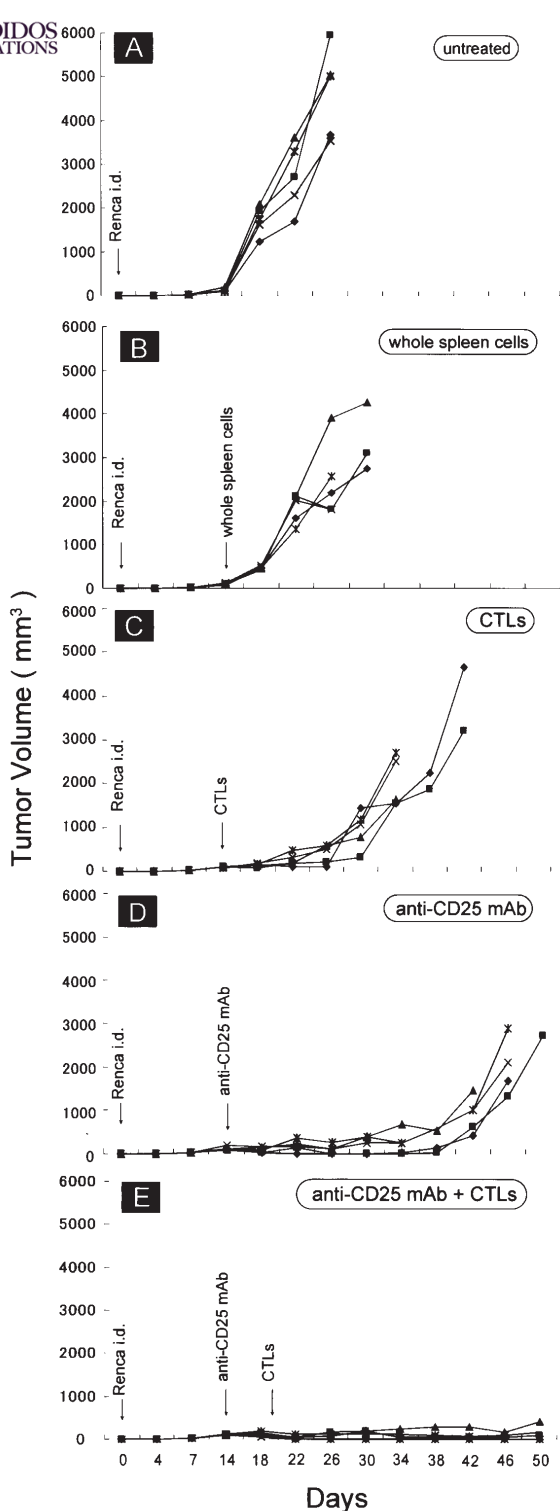 IDOS
ATIONS
A
untreated
6000
5000
4000
3000
2000
1000
0
Renca i.d.
B
whole spleen cells
6000
5000
4000
3000
2000
1000
0
Renca i.d.
whole spleen cells
C
CTLs
6000
5000
4000
3000
2000
1000
0
Renca i.d.
CTLs
Tumor Volume ( mm³ )
D
anti-CD25 mAb
6000
5000
4000
3000
2000
1000
0
Renca i.d.
anti-CD25 mAb
E
anti-CD25 mAb + CTLs
6000
5000
4000
3000
2000
1000
0
Renca i.d.
anti-CD25 mAb
CTLs
0 4 7 14 18 22 26 30 34 38 42 46 50
Days